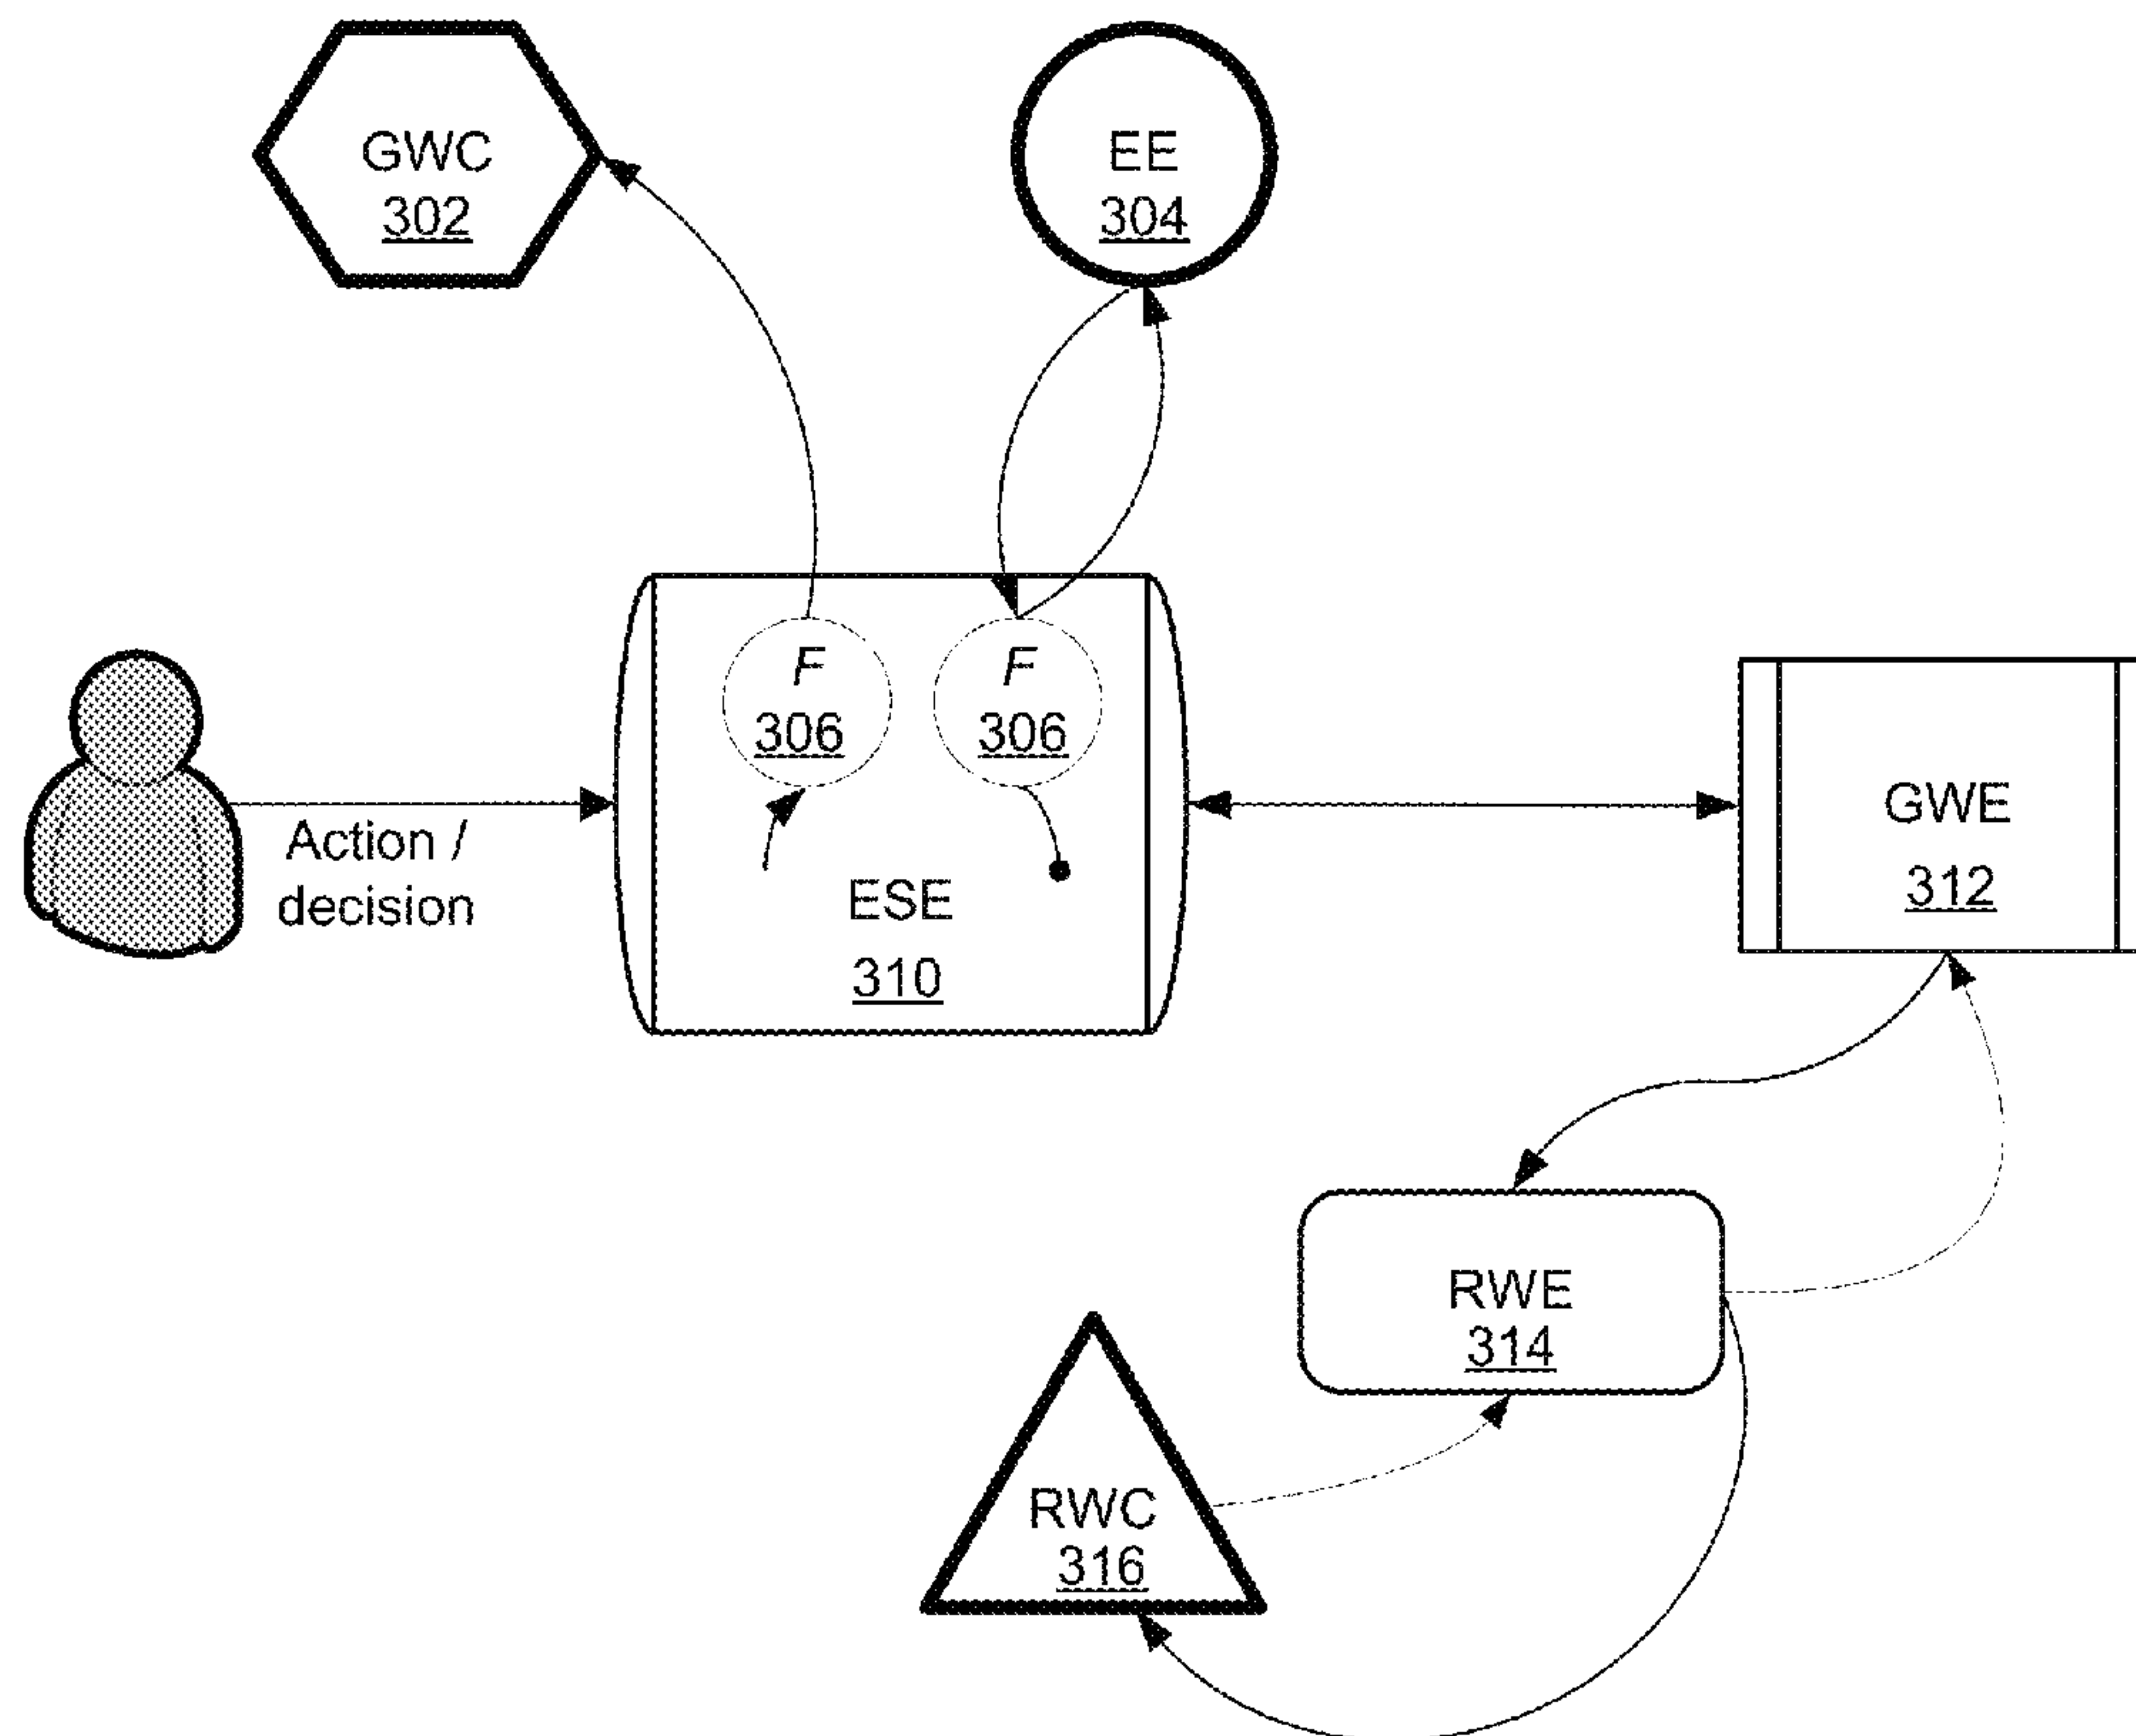 GWC
302
EE
304
F
306
F
306
Action /
decision
ESE
310
GWE
312
RWE
314
RWC
316